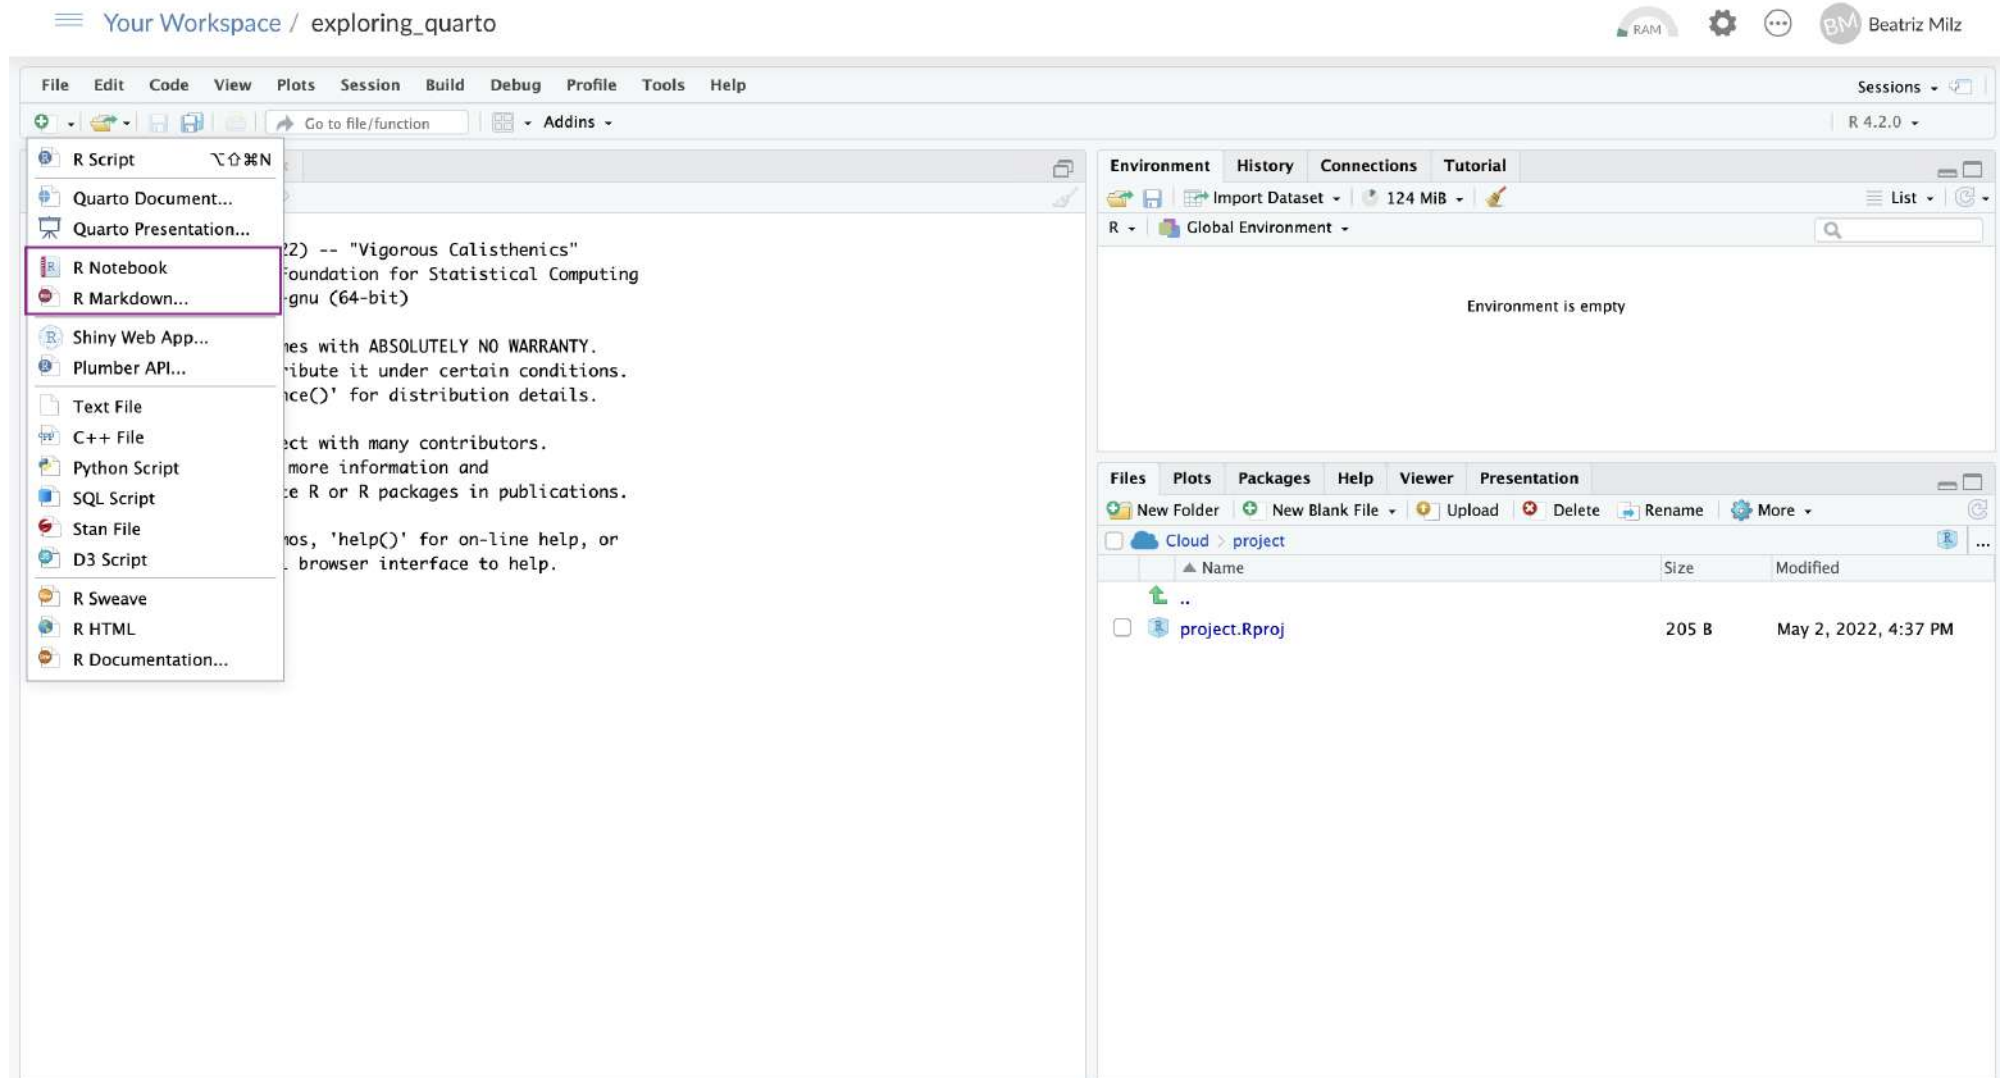 Your Workspace / exploring_quarto
RAM
BM Beatriz Milz
File Edit Code View Plots Session Build Debug Profile Tools Help
Sessions
Go to file/function
Addins
R 4.2.0
R Script ⌥⇧⌘N
Quarto Document...
Quarto Presentation...
R Notebook
R Markdown...
Shiny Web App...
Plumber API...
Text File
C++ File
Python Script
SQL Script
Stan File
D3 Script
R Sweave
R HTML
R Documentation...
22) -- "Vigorous Calisthenics"
Foundation for Statistical Computing
-gnu (64-bit)
mes with ABSOLUTELY NO WARRANTY.
ribute it under certain conditions.
nce()' for distribution details.
ect with many contributors.
more information and
te R or R packages in publications.
mos, 'help()' for on-line help, or
browser interface to help.
Environment History Connections Tutorial
Import Dataset 124 MiB List
R Global Environment
Environment is empty
Files Plots Packages Help Viewer Presentation
New Folder New Blank File Upload Delete Rename More
Cloud > project R ...
Name Size Modified
..
project.Rproj 205 B May 2, 2022, 4:37 PM